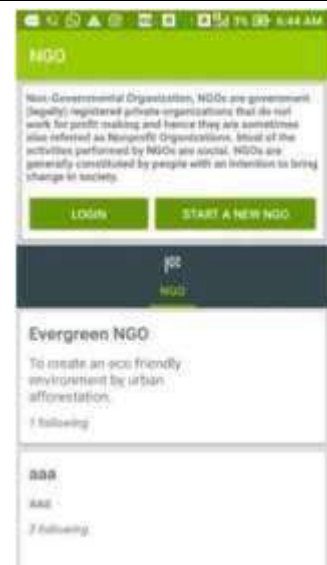 6:44 AM
NGO
Non-Governmental Organization, NGOs are government
(legally) registered private organizations that do not
work for profit making and hence they are sometimes
also referred as Nonprofit Organizations. Most of the
activities performed by NGOs are social. NGOs are
generally constituted by people with an intention to bring
change in society.
LOGIN
START A NEW NGO
NGO
Evergreen NGO
To create an eco friendly
environment by urban
afforestation.
1 following
aaa
aaa
2 following